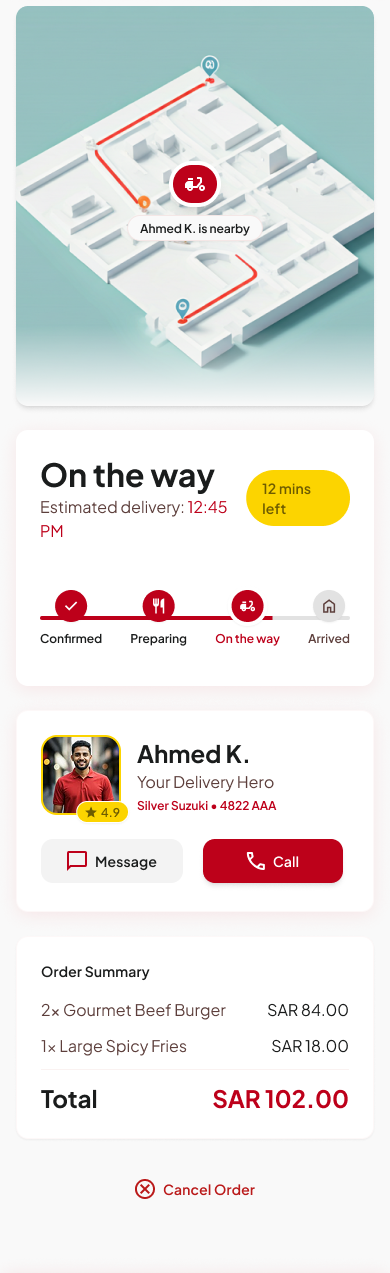 Ahmed K. is nearby
On the way
Estimated delivery: 12:45
PM
12 mins
left
Confirmed
Preparing
On the way
Arrived
4.9
Ahmed K.
Your Delivery Hero
Silver Suzuki • 4822 AAA
Message
Call
Order Summary
2× Gourmet Beef Burger SAR 84.00
1× Large Spicy Fries SAR 18.00
Total SAR 102.00
Cancel Order